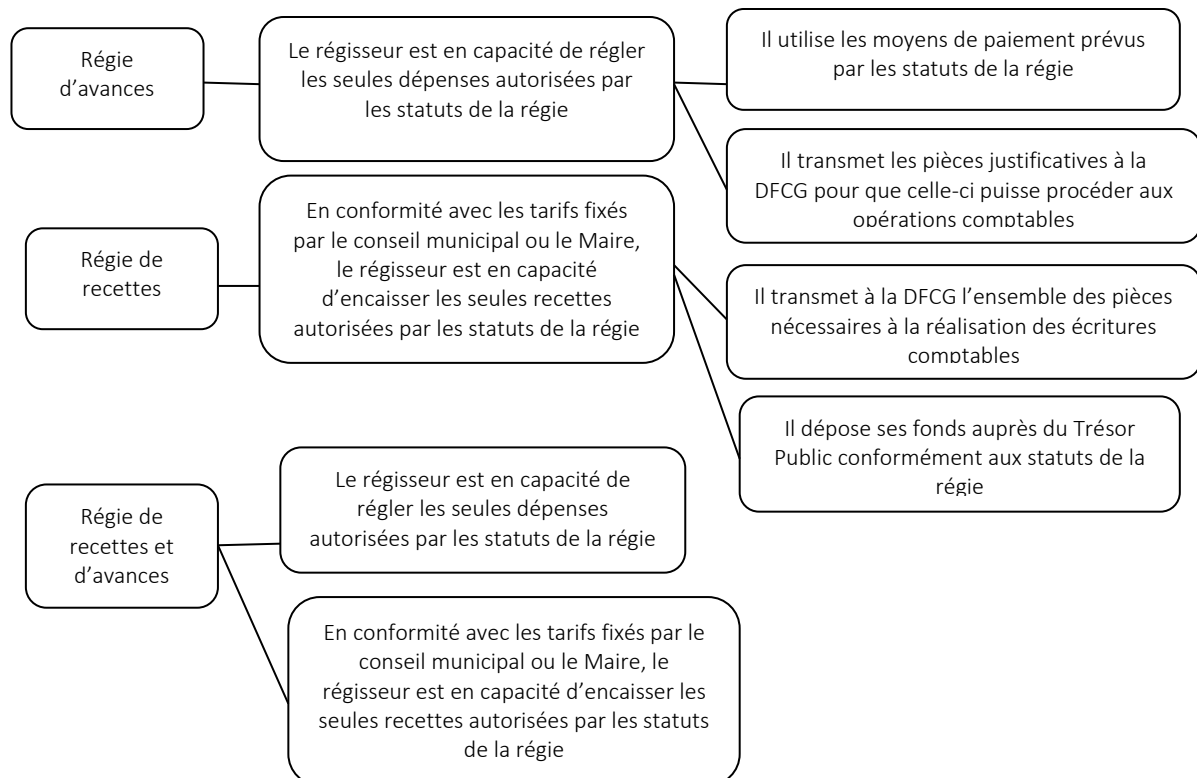 Régie
d’avances
Le régisseur est en capacité de régler
les seules dépenses autorisées par
les statuts de la régie
Il utilise les moyens de paiement prévus
par les statuts de la régie
Il transmet les pièces justificatives à la
DFCG pour que celle-ci puisse procéder aux
opérations comptables
Régie de
recettes
En conformité avec les tarifs fixés
par le conseil municipal ou le Maire,
le régisseur est en capacité
d’encaisser les seules recettes
autorisées par les statuts de la régie
Il transmet à la DFCG l’ensemble des pièces
nécessaires à la réalisation des écritures
comptables
Il dépose ses fonds auprès du Trésor
Public conformément aux statuts de la
régie
Régie de
recettes et
d’avances
Le régisseur est en capacité de
régler les seules dépenses
autorisées par les statuts de la régie
En conformité avec les tarifs fixés par le
conseil municipal ou le Maire, le
régisseur est en capacité d’encaisser les
seules recettes autorisées par les statuts
de la régie